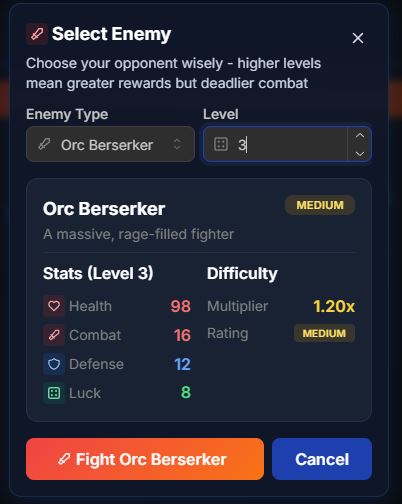 Select Enemy
Choose your opponent wisely - higher levels
mean greater rewards but deadlier combat
Enemy Type Level
Orc Berserker 3
Orc Berserker MEDIUM
A massive, rage-filled fighter
Stats (Level 3) Difficulty
Health 98 Multiplier 1.20x
Combat 16 Rating MEDIUM
Defense 12
Luck 8
Fight Orc Berserker Cancel